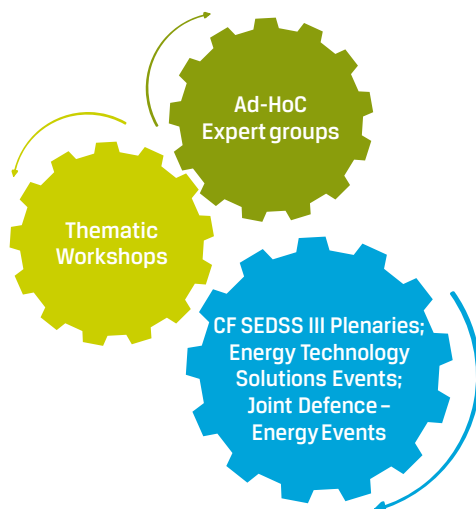 Ad-HoC
Expert groups
Thematic
Workshops
CF SEDSS III Plenaries;
Energy Technology
Solutions Events;
Joint Defence –
Energy Events